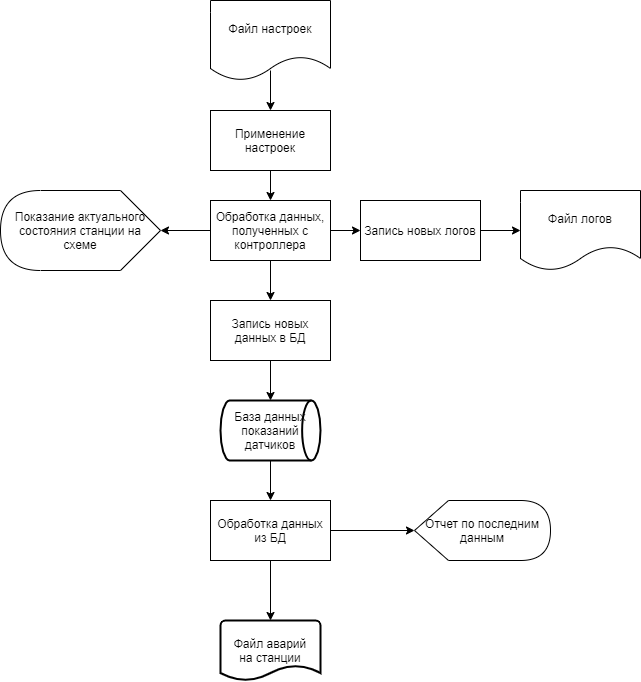 Файл настроек
Применение
настроек
Показание актуального
состояния станции на
схеме
Обработка данных,
полученных с
контроллера
Запись новых логов
Файл логов
Запись новых
данных в БД
База данных
показаний
датчиков
Обработка данных
из БД
Отчет по последним
данным
Файл аварий
на станции